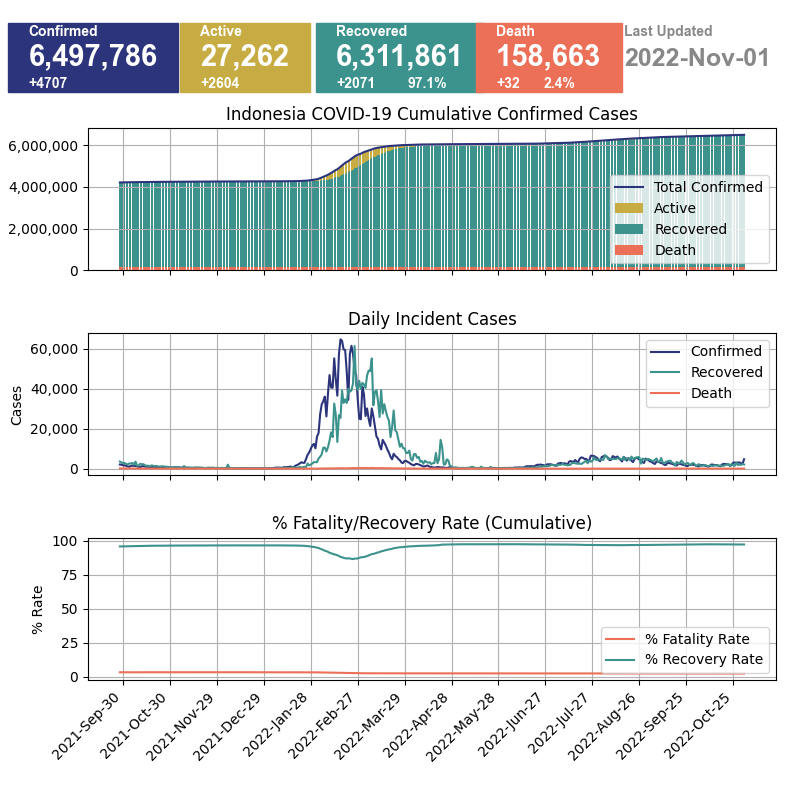 Confirmed
6,497,786
+4707
Active
27,262
+2604
Recovered
6,311,861
+2071 97.1%
Death
158,663
+32 2.4%
Last Updated
2022-Nov-01
Indonesia COVID-19 Cumulative Confirmed Cases
6,000,000
4,000,000
2,000,000
0
Total Confirmed
Active
Recovered
Death
Daily Incident Cases
Cases
60,000
40,000
20,000
0
Confirmed
Recovered
Death
% Fatality/Recovery Rate (Cumulative)
% Rate
100
75
50
25
0
% Fatality Rate
% Recovery Rate
2021-Sep-30
2021-Oct-30
2021-Nov-29
2021-Dec-29
2022-Jan-28
2022-Feb-27
2022-Mar-29
2022-Apr-28
2022-May-28
2022-Jun-27
2022-Jul-27
2022-Aug-26
2022-Sep-25
2022-Oct-25